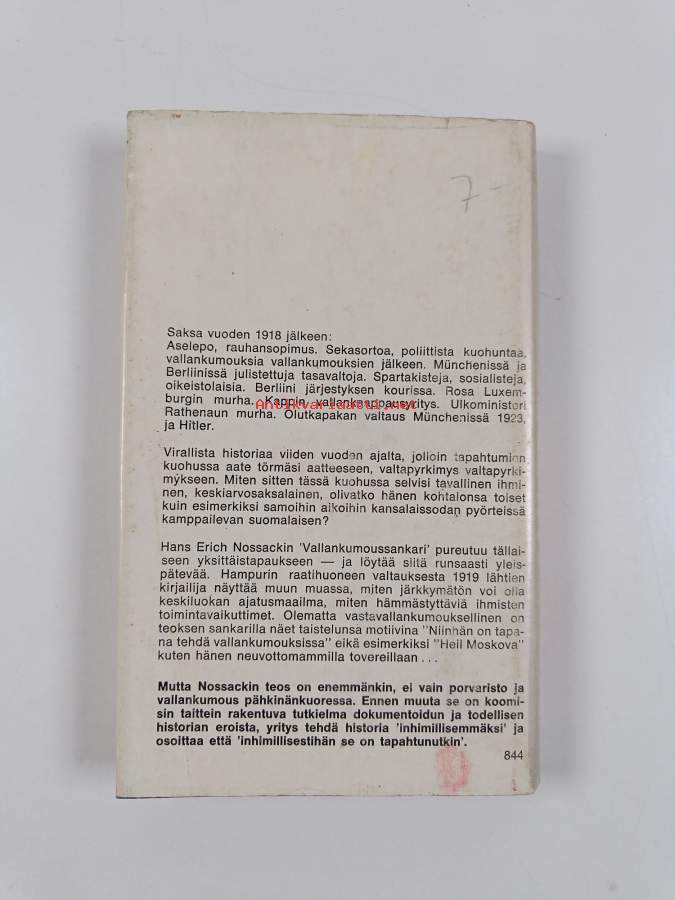 7-
Saksa vuoden 1918 jälkeen:
Aselepo, rauhansopimus. Sekasortoa, poliittista kuohuntaa,
vallankumouksia vallankumouksien jälkeen. Münchenissä ja
Berliinissä julistettuja tasavaltoja. Spartakisteja, sosialisteja,
oikeistolaisia. Berliini järjestyksen kourissa. Rosa Luxem-
burgin murha. Kappin vallankaappausyritys. Ulkoministeri
Antikvariaatti.net
Rathenaun murha. Olutkapakan valtaus Münchenissä 1923,
ja Hitler.
Virallista historiaa viiden vuoden ajalta, jolloin tapahtumien
kuohussa aate törmäsi aatteeseen, valtapyrkimys valtapyrki-
mykseen. Miten sitten tässä kuohussa selvisi tavallinen ihmi-
nen, keskiarvosaksalainen, olivatko hänen kohtalonsa toiset
kuin esimerkiksi samoihin aikoihin kansalaissodan pyörteissä
kamppailevan suomalaisen?
Hans Erich Nossackin 'Vallankumoussankari' pureutuu tällai-
seen yksittäistapaukseen — ja löytää siitä runsaasti yleis-
pätevää. Hampurin raatihuoneen valtauksesta 1919 lähtien
kirjailija näyttää muun muassa, miten järkkymätön voi olla
keskiluokan ajatusmaailma, miten hämmästyttäviä ihmisten
toimintavaikuttimet. Olematta vastavallankumouksellinen on
teoksen sankarilla näet taistelunsa motiivina "Niinhän on tapa-
na tehdä vallankumouksissa" eikä esimerkiksi "Heil Moskova"
kuten hänen neuvottomammilla tovereillaan...
Mutta Nossackin teos on enemmänkin, ei vain porvaristo ja
vallankumous pähkinänkuoressa. Ennen muuta se on koomi-
sin taittein rakentuva tutkielma dokumentoidun ja todellisen
historian eroista, yritys tehdä historia 'inhimillisemmäksi' ja
osoittaa että 'inhimillisestihän se on tapahtunutkin'.
844